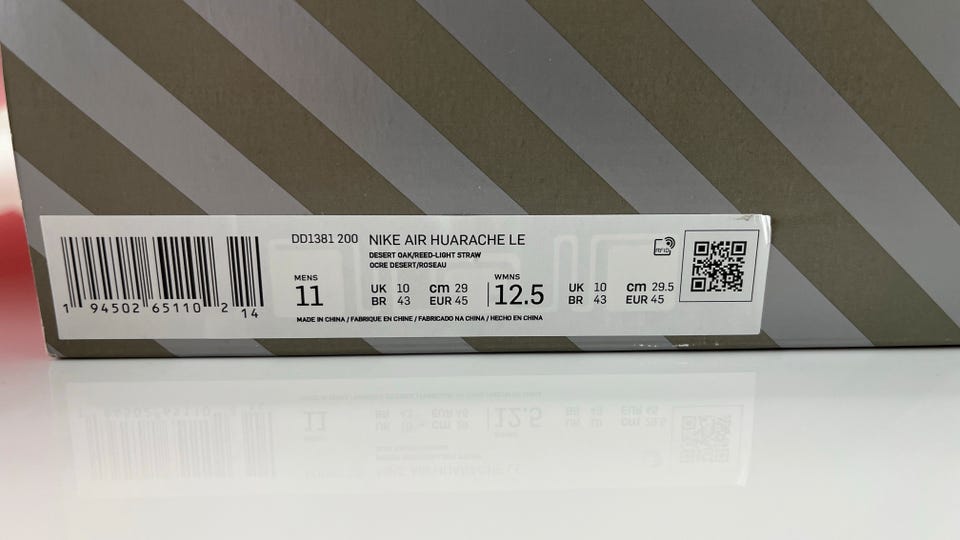 DD1381 200 NIKE AIR HUARACHE LE
DESERT OAK/REED-LIGHT STRAW
OCRE DESERT/ROSEAU
MENS
11
UK 10 cm 29
BR 43 EUR 45
WMNS
12.5
UK 10 cm 29.5
BR 43 EUR 45
MADE IN CHINA / FABRIQUE EN CHINE / FABRICADO NA CHINA / HECHO EN CHINA
1 94502 65110 2 14
RFID